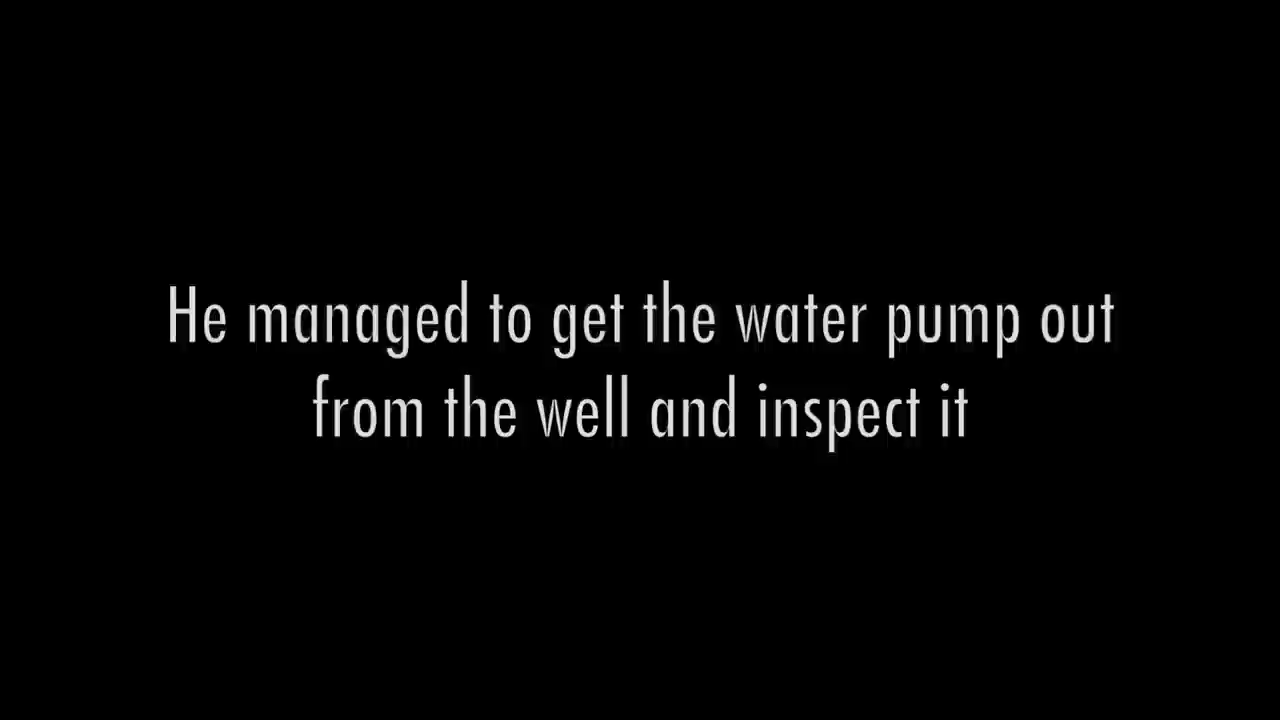 He managed to get the water pump out
from the well and inspect it